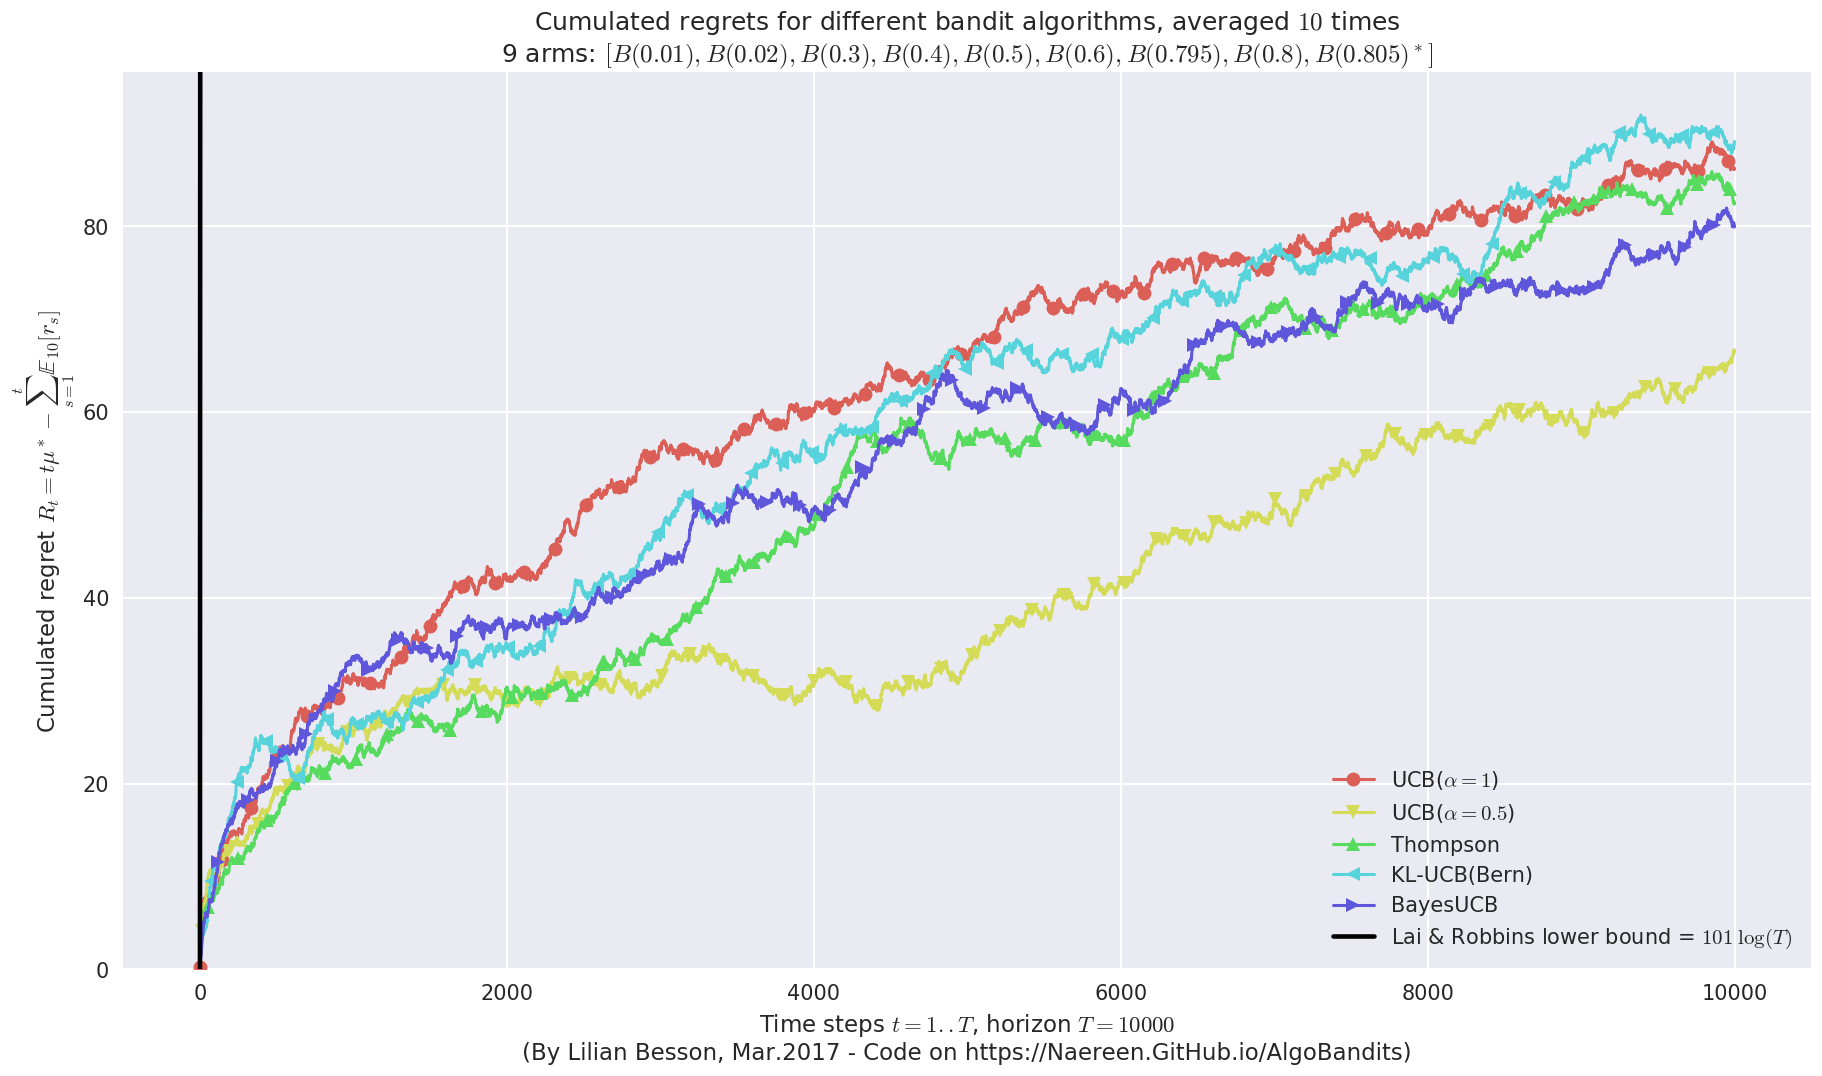 Cumulated regrets for different bandit algorithms, averaged 10 times
9 arms: [B(0.01), B(0.02), B(0.3), B(0.4), B(0.5), B(0.6), B(0.795), B(0.8), B(0.805)*]
Cumulated regret R_t = tμ* − ∑_{s=1}^{t} 𝔼_{10}[r_s]
80
60
40
20
0
UCB(α = 1)
UCB(α = 0.5)
Thompson
KL-UCB(Bern)
BayesUCB
Lai & Robbins lower bound = 101 log(T)
0 2000 4000 6000 8000 10000
Time steps t = 1..T, horizon T = 10000
(By Lilian Besson, Mar.2017 - Code on https://Naereen.GitHub.io/AlgoBandits)